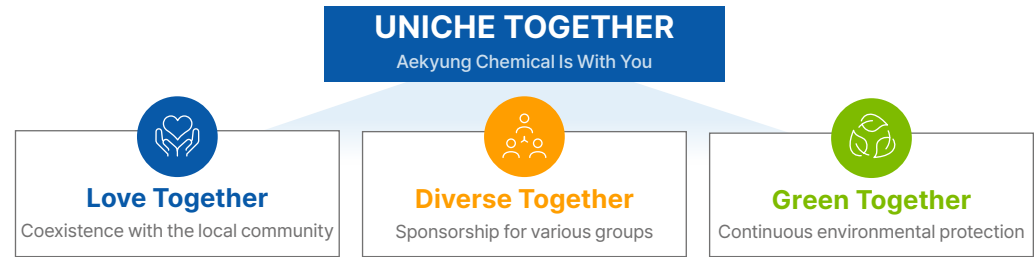 UNICHE TOGETHER
Aekyung Chemical Is With You
Love Together
Coexistence with the local community
Diverse Together
Sponsorship for various groups
Green Together
Continuous environmental protection